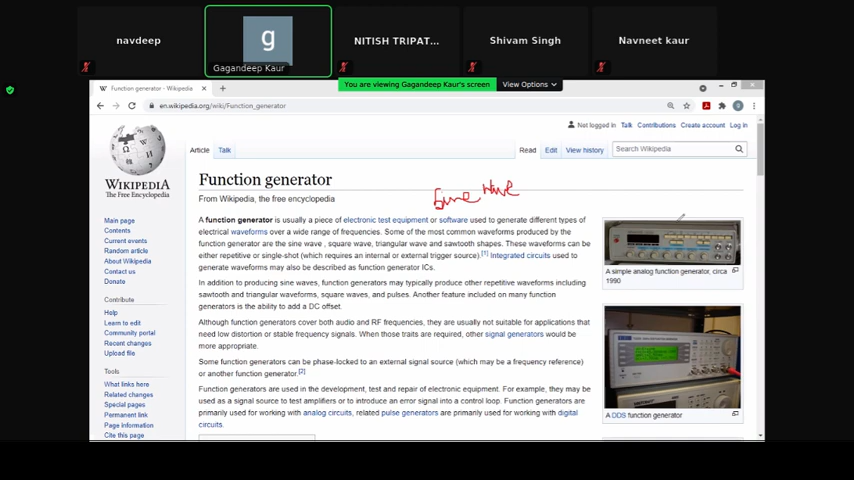 navdeep
g
Gagandeep Kaur
NITISH TRIPAT...
Shivam Singh
Navneet kaur
You are viewing Gagandeep Kaur's screen
View Options
Function generator - Wikipedia
en.wikipedia.org/wiki/Function_generator
Not logged in Talk Contributions Create account Log in
Article Talk
Read Edit View history
Search Wikipedia
WIKIPEDIA
The Free Encyclopedia
Main page
Contents
Current events
Random article
About Wikipedia
Contact us
Donate
Contribute
Help
Learn to edit
Community portal
Recent changes
Upload file
Tools
What links here
Related changes
Special pages
Permanent link
Page information
Cite this page
Function generator
Sine wave
From Wikipedia, the free encyclopedia
A function generator is usually a piece of electronic test equipment or software used to generate different types of
electrical waveforms over a wide range of frequencies. Some of the most common waveforms produced by the
function generator are the sine wave , square wave, triangular wave and sawtooth shapes. These waveforms can be
either repetitive or single-shot (which requires an internal or external trigger source).[1] Integrated circuits used to
generate waveforms may also be described as function generator ICs.
In addition to producing sine waves, function generators may typically produce other repetitive waveforms including
sawtooth and triangular waveforms, square waves, and pulses. Another feature included on many function
generators is the ability to add a DC offset.
Although function generators cover both audio and RF frequencies, they are usually not suitable for applications that
need low distortion or stable frequency signals. When those traits are required, other signal generators would be
more appropriate.
Some function generators can be phase-locked to an external signal source (which may be a frequency reference)
or another function generator.[2]
Function generators are used in the development, test and repair of electronic equipment. For example, they may be
used as a signal source to test amplifiers or to introduce an error signal into a control loop. Function generators are
primarily used for working with analog circuits, related pulse generators are primarily used for working with digital
circuits.
A simple analog function generator, circa
1990
A DDS function generator